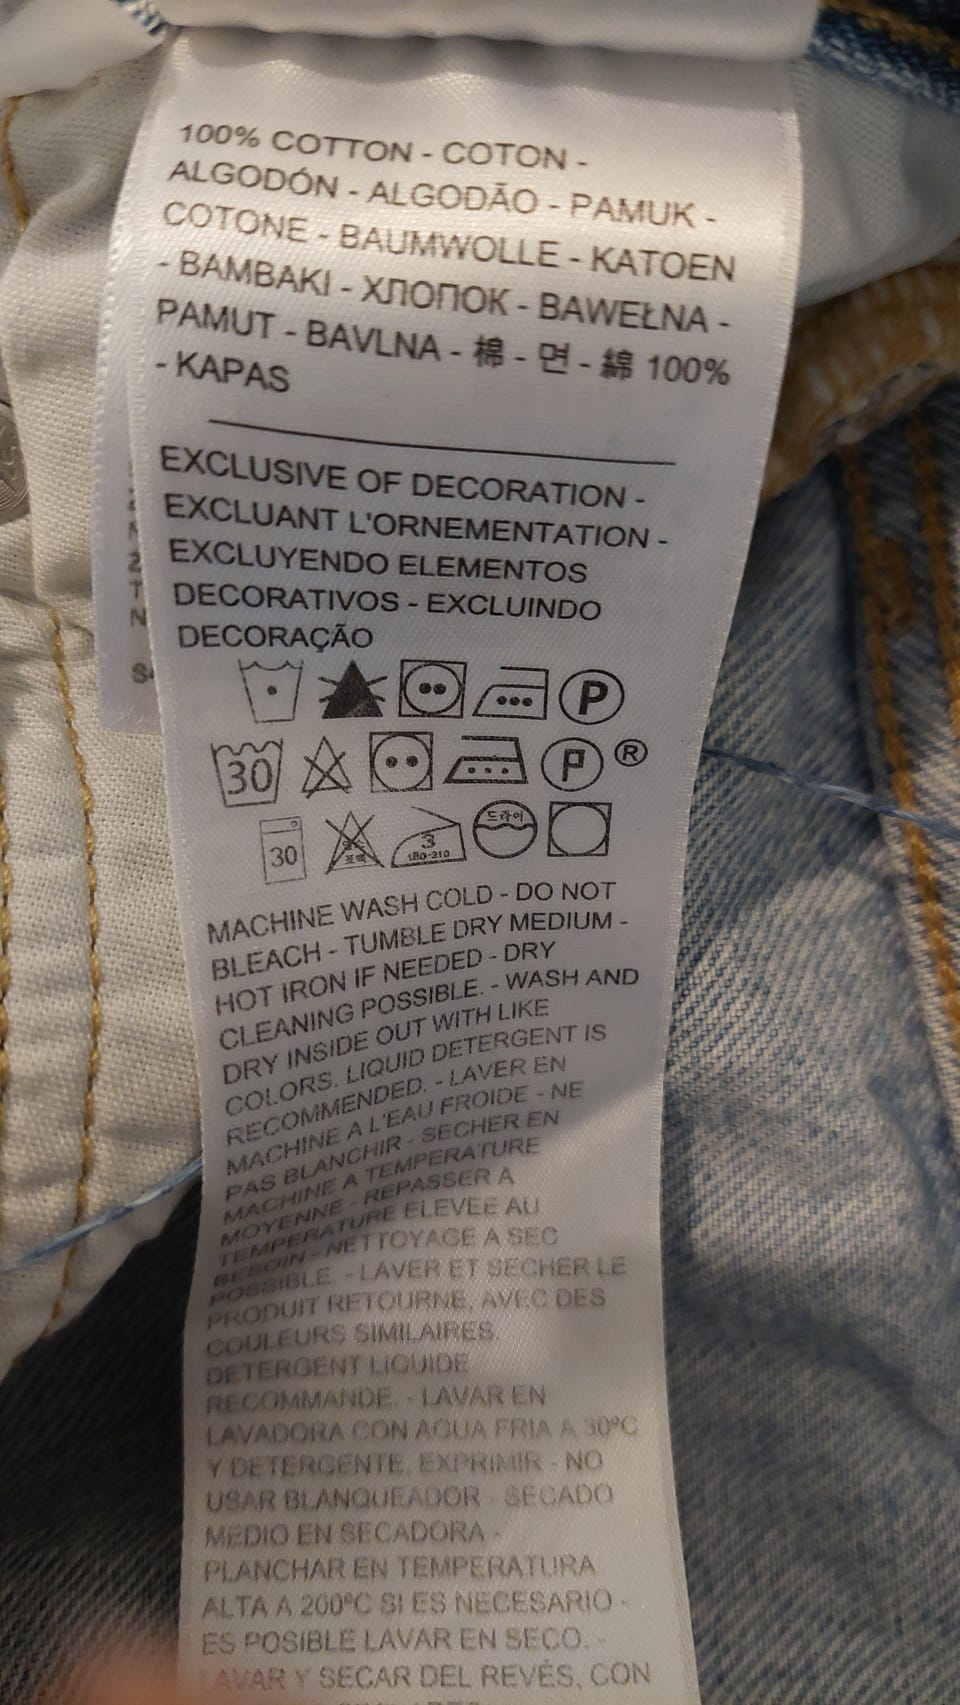 100% COTTON - COTON -
ALGODÓN - ALGODÃO - PAMUK -
COTONE - BAUMWOLLE - KATOEN
- BAMBAKI - ХЛОПОК - BAWEŁNA -
PAMUT - BAVLNA - 棉 - 면 - 綿 100%
- KAPAS
EXCLUSIVE OF DECORATION -
EXCLUANT L'ORNEMENTATION -
EXCLUYENDO ELEMENTOS
DECORATIVOS - EXCLUINDO
DECORAÇÃO
P
30 P ®
30 3 180-210 드라이
MACHINE WASH COLD - DO NOT
BLEACH - TUMBLE DRY MEDIUM -
HOT IRON IF NEEDED - DRY
CLEANING POSSIBLE. - WASH AND
DRY INSIDE OUT WITH LIKE
COLORS. LIQUID DETERGENT IS
RECOMMENDED. - LAVER EN
MACHINE A L'EAU FROIDE - NE
PAS BLANCHIR - SECHER EN
MACHINE A TEMPERATURE
MOYENNE - REPASSER A
TEMPERATURE ELEVEE AU
BESOIN - NETTOYAGE A SEC
POSSIBLE. - LAVER ET SECHER LE
PRODUIT RETOURNE, AVEC DES
COULEURS SIMILAIRES.
DETERGENT LIQUIDE
RECOMMANDE. - LAVAR EN
LAVADORA CON AGUA FRIA A 30ºC
Y DETERGENTE, EXPRIMIR - NO
USAR BLANQUEADOR - SECADO
MEDIO EN SECADORA -
PLANCHAR EN TEMPERATURA
ALTA A 200ºC SI ES NECESARIO -
ES POSIBLE LAVAR EN SECO. -
LAVAR Y SECAR DEL REVÉS, CON